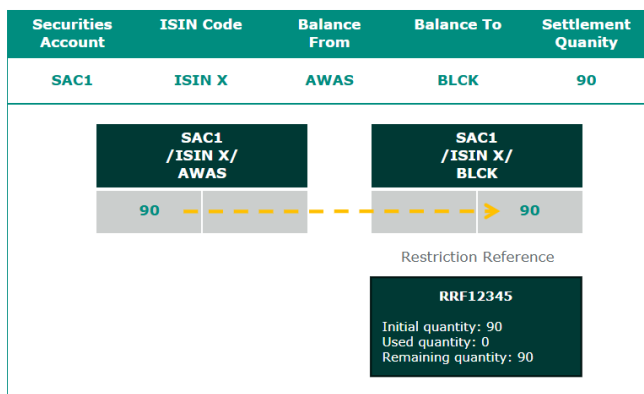 Securities Account ISIN Code Balance From Balance To Settlement Quanity
SAC1 ISIN X AWAS BLCK 90
SAC1
/ISIN X/
AWAS
SAC1
/ISIN X/
BLCK
90 90
Restriction Reference
RRF12345
Initial quantity: 90
Used quantity: 0
Remaining quantity: 90